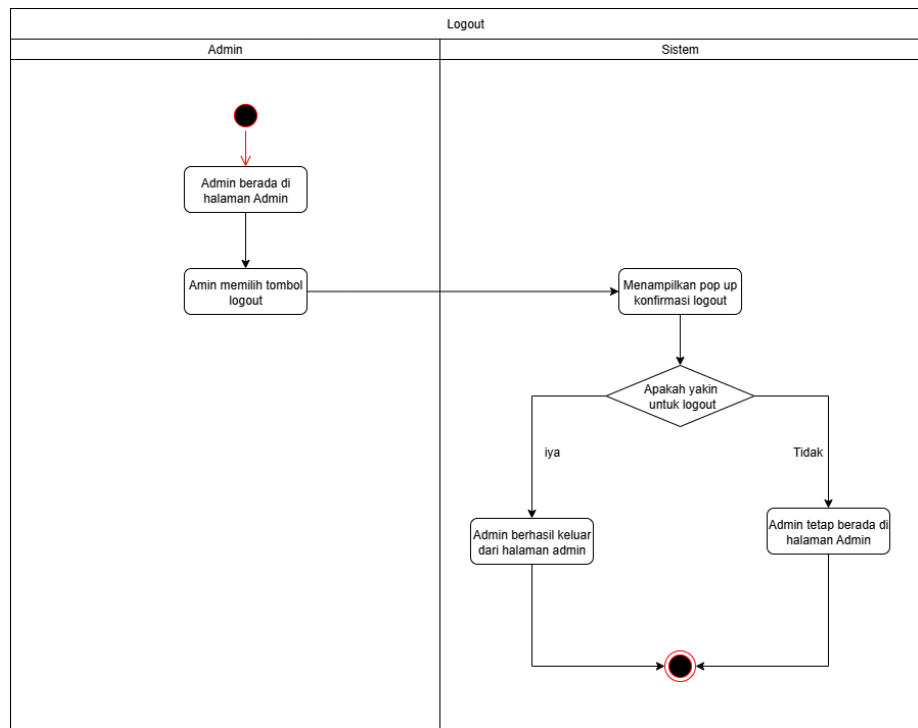 Logout
Admin
Sistem
Admin berada di
halaman Admin
Amin memilih tombol
logout
Menampilkan pop up
konfirmasi logout
Apakah yakin
untuk logout
iya
Tidak
Admin berhasil keluar
dari halaman admin
Admin tetap berada di
halaman Admin